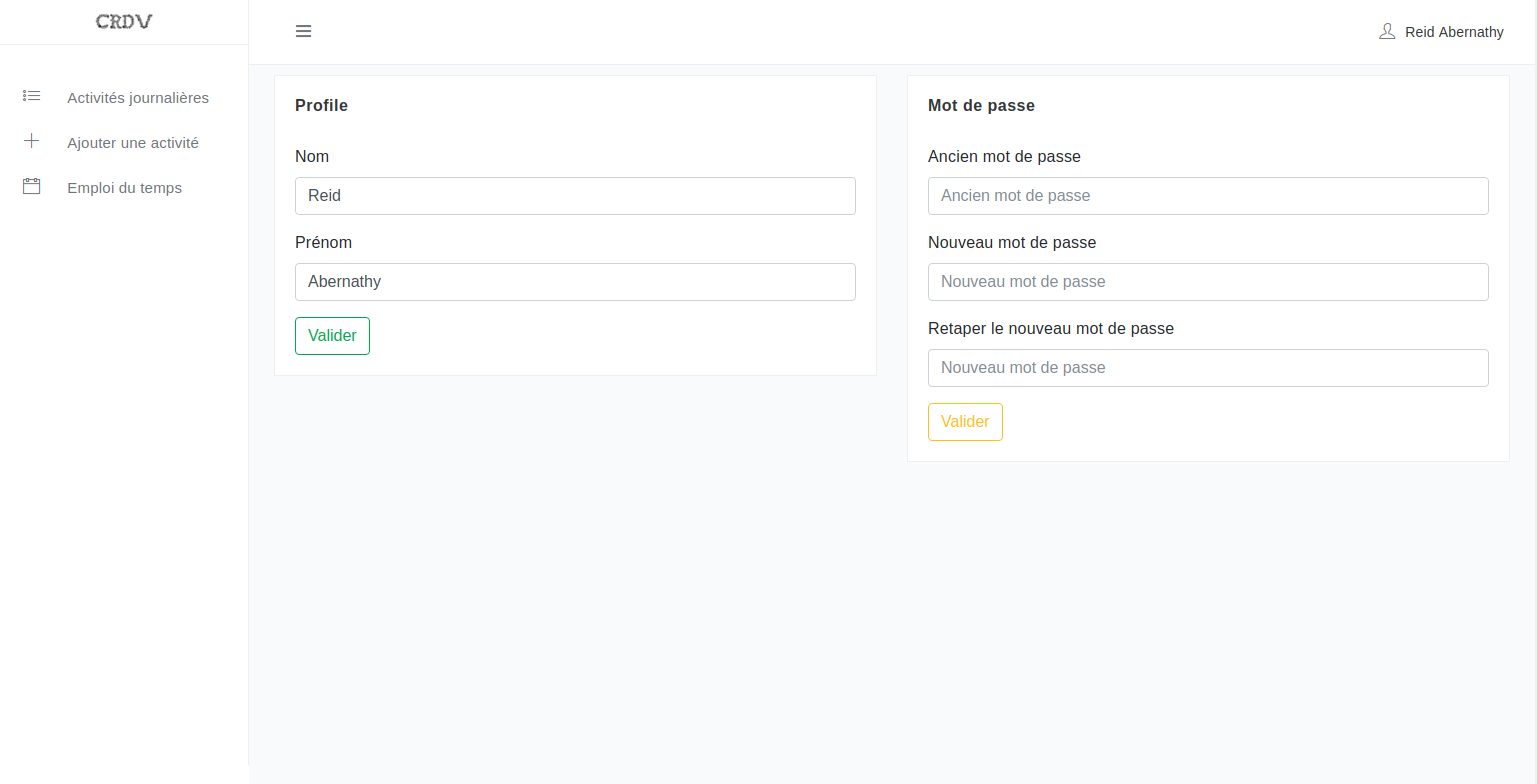 CRDV
Reid Abernathy
Activités journalières
Ajouter une activité
Emploi du temps
Profile
Nom
Reid
Prénom
Abernathy
Valider
Mot de passe
Ancien mot de passe
Ancien mot de passe
Nouveau mot de passe
Nouveau mot de passe
Retaper le nouveau mot de passe
Nouveau mot de passe
Valider